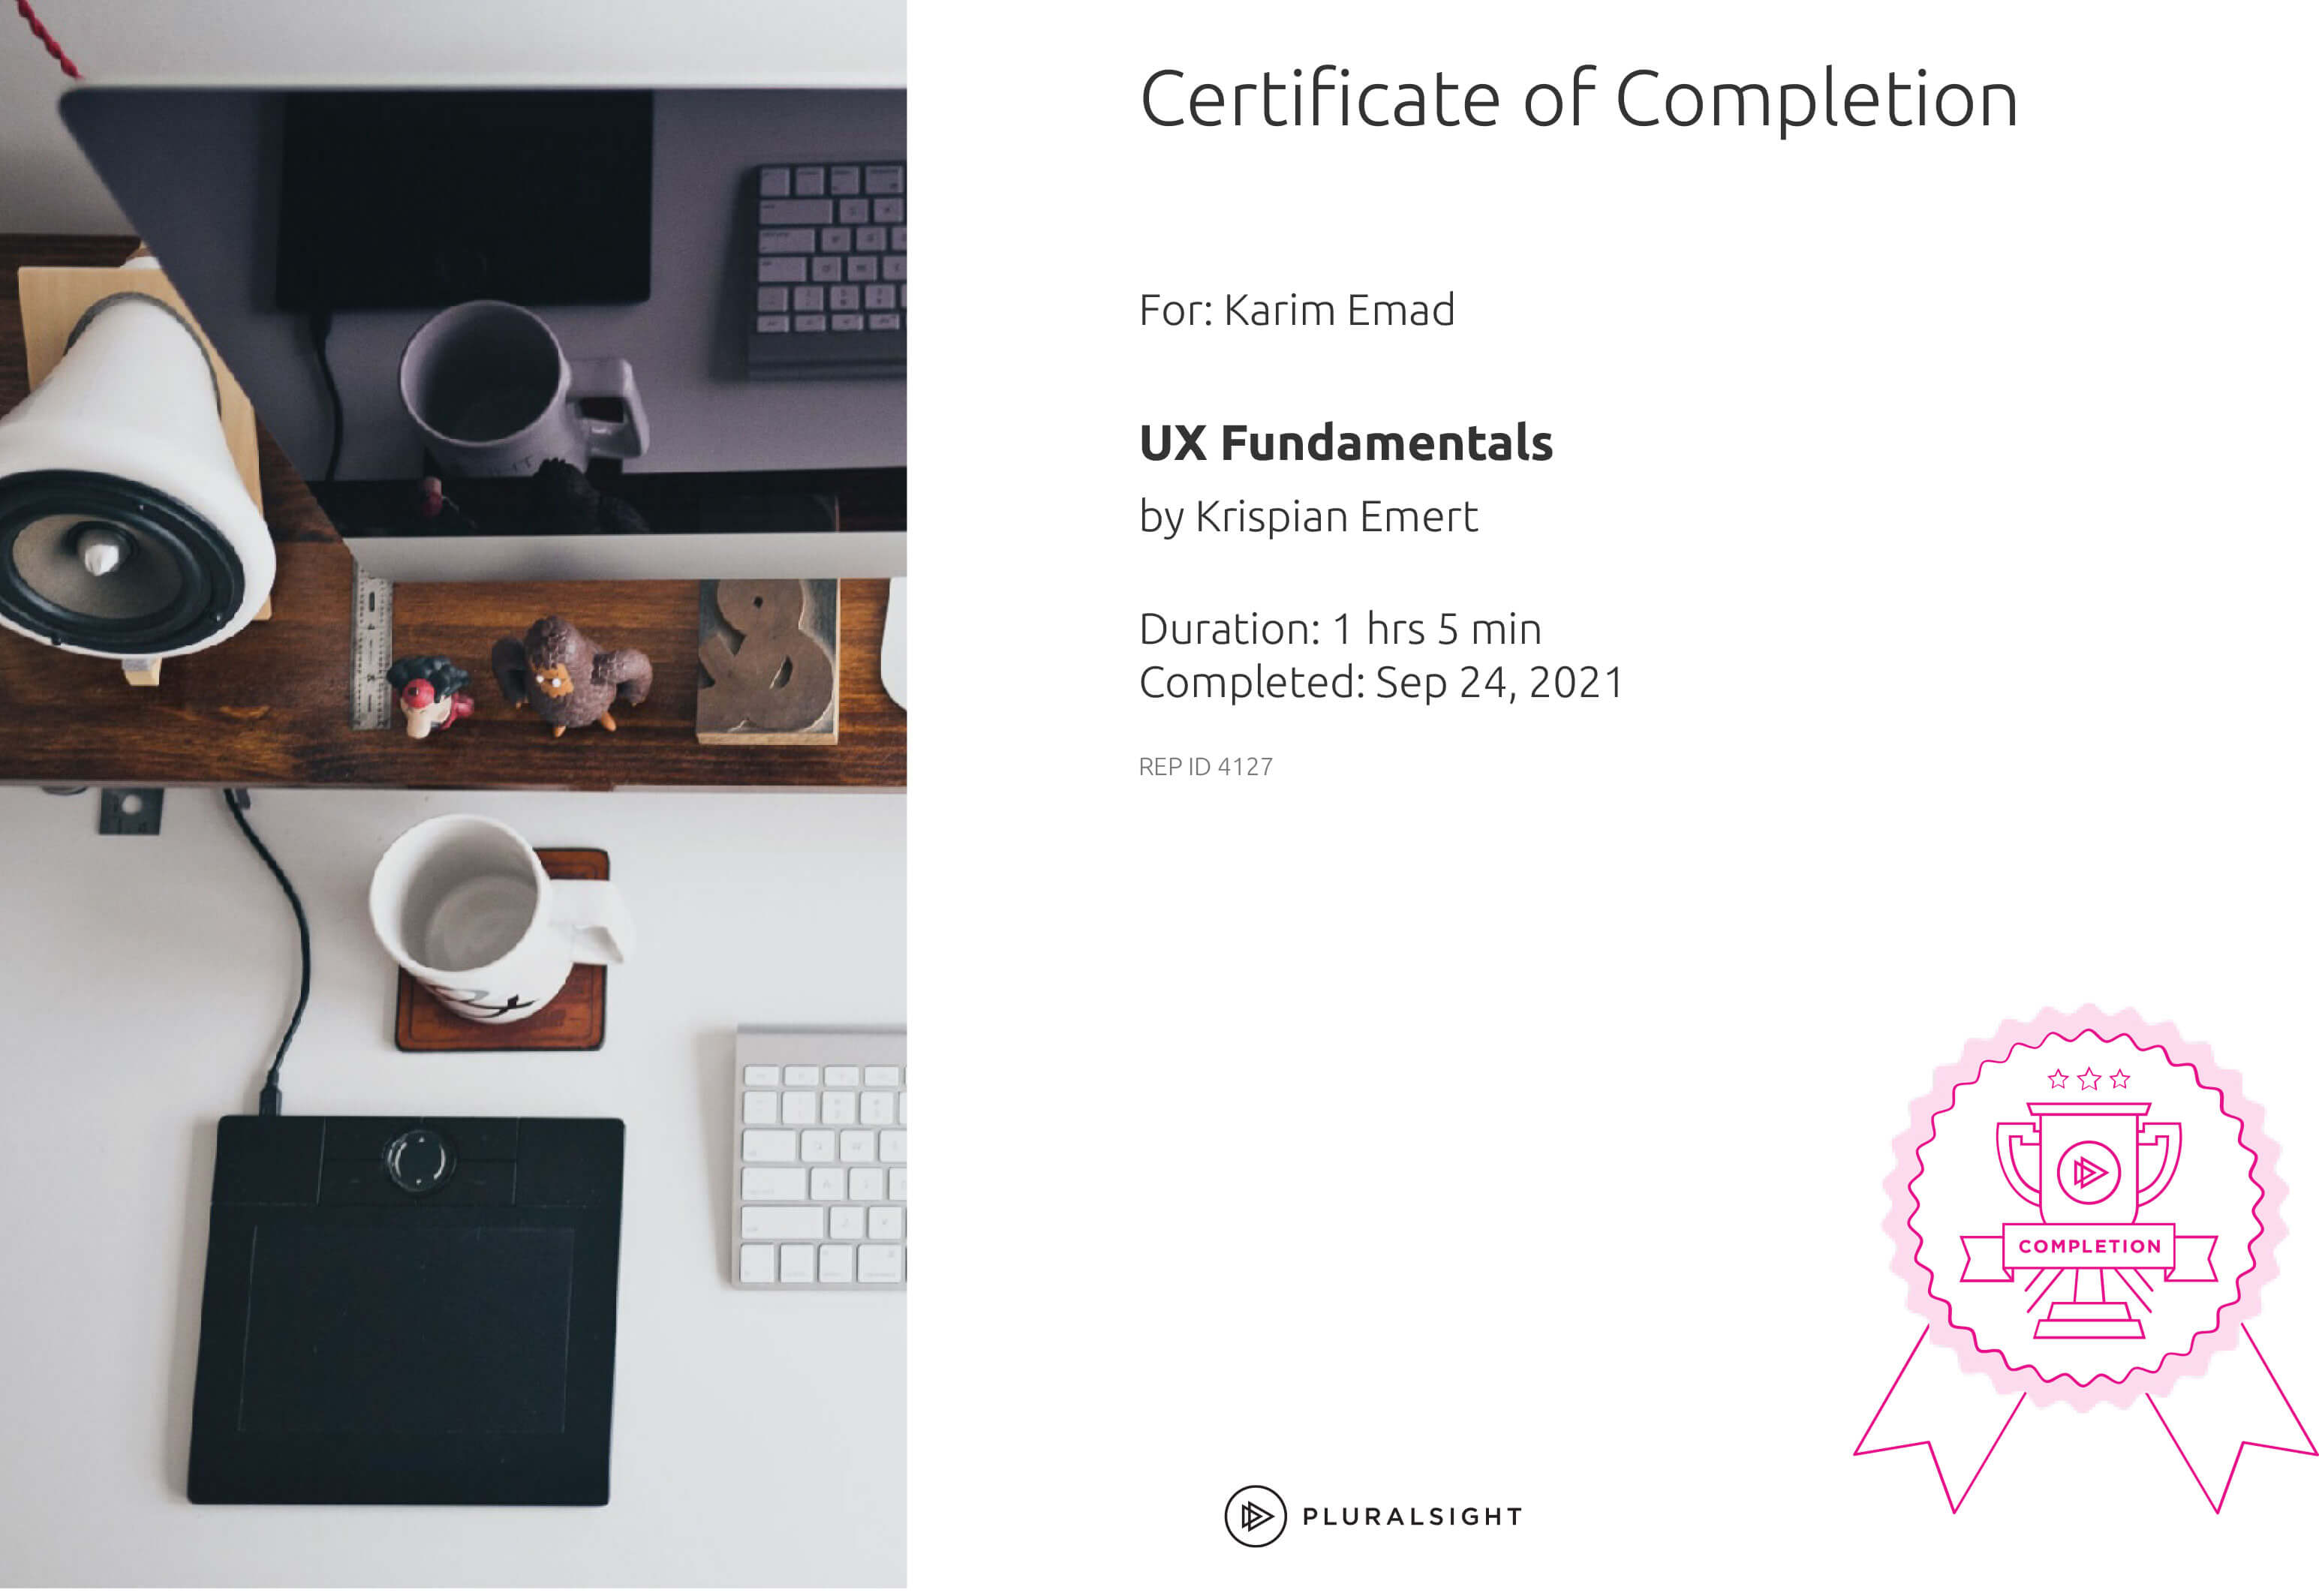 Certificate of Completion
For: Karim Emad
UX Fundamentals
by Krispian Emert
Duration: 1 hrs 5 min
Completed: Sep 24, 2021
REP ID 4127
COMPLETION
PLURALSIGHT